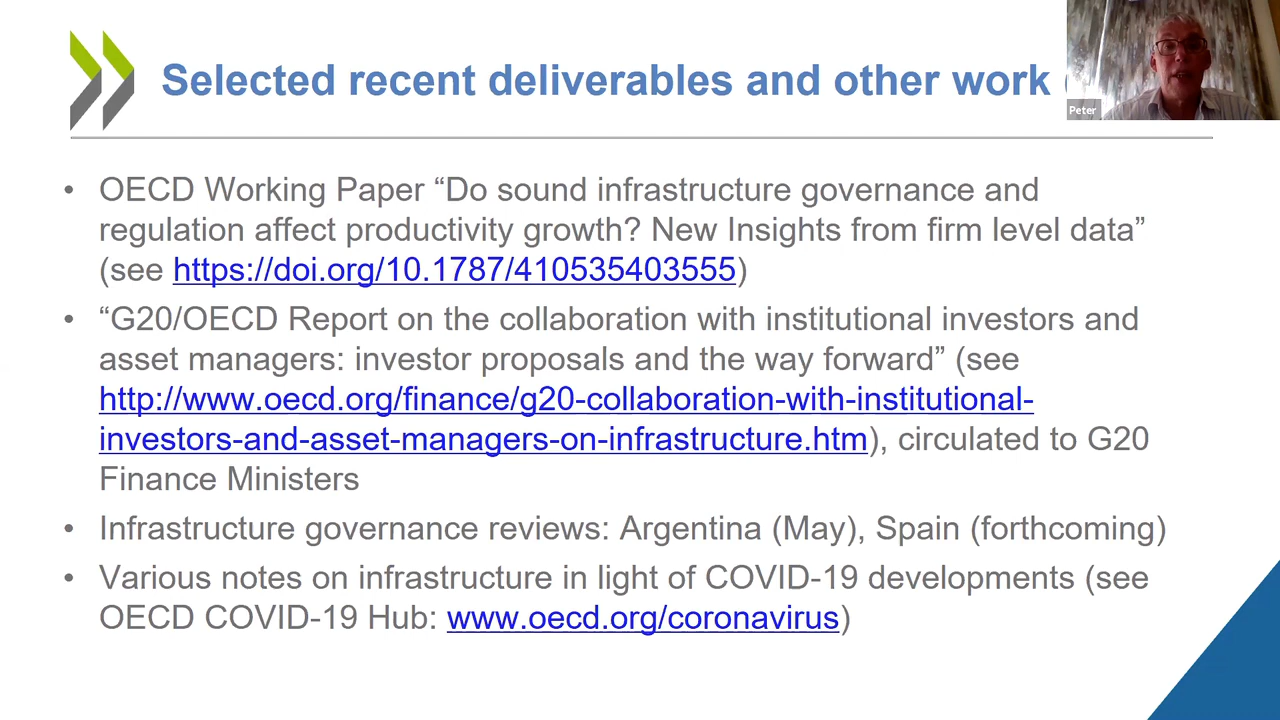 Selected recent deliverables and other work
Peter
• OECD Working Paper “Do sound infrastructure governance and
regulation affect productivity growth? New Insights from firm level data”
(see https://doi.org/10.1787/410535403555)
• “G20/OECD Report on the collaboration with institutional investors and
asset managers: investor proposals and the way forward” (see
http://www.oecd.org/finance/g20-collaboration-with-institutional-
investors-and-asset-managers-on-infrastructure.htm), circulated to G20
Finance Ministers
• Infrastructure governance reviews: Argentina (May), Spain (forthcoming)
• Various notes on infrastructure in light of COVID-19 developments (see
OECD COVID-19 Hub: www.oecd.org/coronavirus)